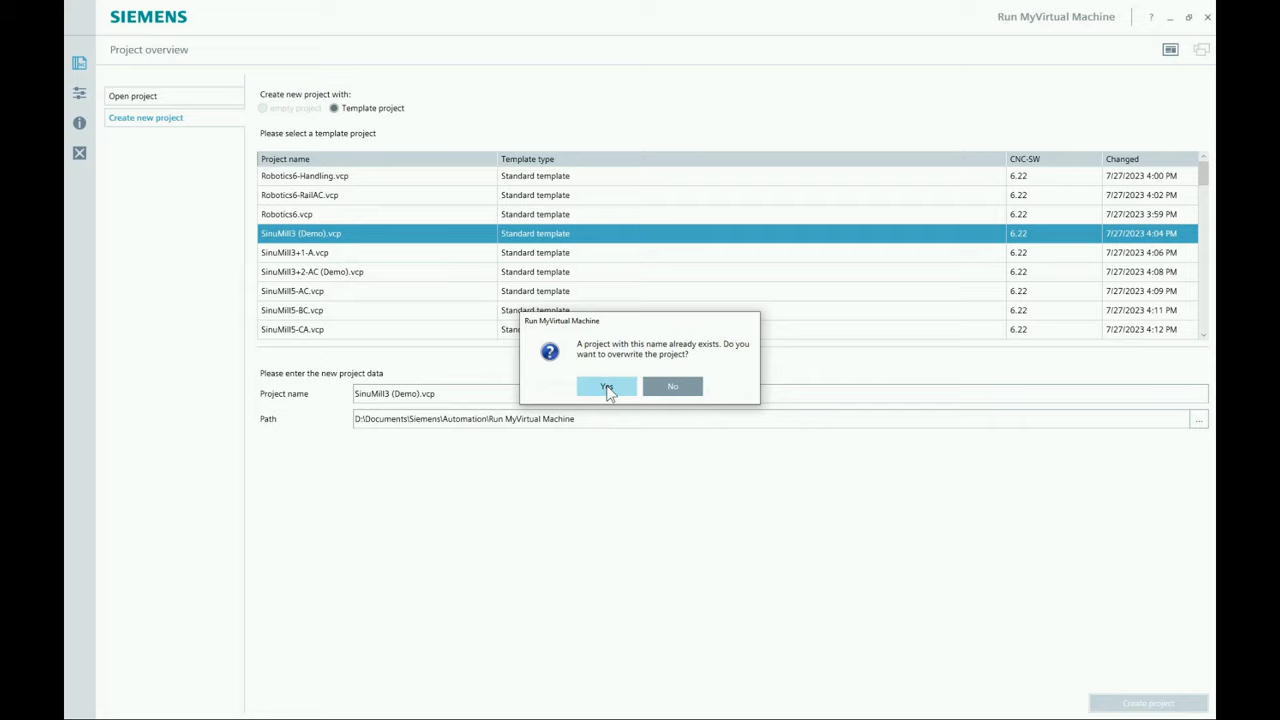 SIEMENS
Run MyVirtual Machine
?
Project overview
Open project
Create new project
Create new project with:
empty project
Template project
Please select a template project
Project name Template type CNC-SW Changed
Robotics6-Handling.vcp Standard template 6.22 7/27/2023 4:00 PM
Robotics6-RailAC.vcp Standard template 6.22 7/27/2023 4:02 PM
Robotics6.vcp Standard template 6.22 7/27/2023 3:59 PM
SinuMill3 (Demo).vcp Standard template 6.22 7/27/2023 4:04 PM
SinuMill3+1-A.vcp Standard template 6.22 7/27/2023 4:06 PM
SinuMill3+2-AC (Demo).vcp Standard template 6.22 7/27/2023 4:08 PM
SinuMill5-AC.vcp Standard template 6.22 7/27/2023 4:09 PM
SinuMill5-BC.vcp Standard template 6.22 7/27/2023 4:11 PM
SinuMill5-CA.vcp 6.22 7/27/2023 4:12 PM
Run MyVirtual Machine
A project with this name already exists. Do you
want to overwrite the project?
Yes
No
Please enter the new project data
Project name SinuMill3 (Demo).vcp
Path D:\Documents\Siemens\Automation\Run MyVirtual Machine ...
Create project